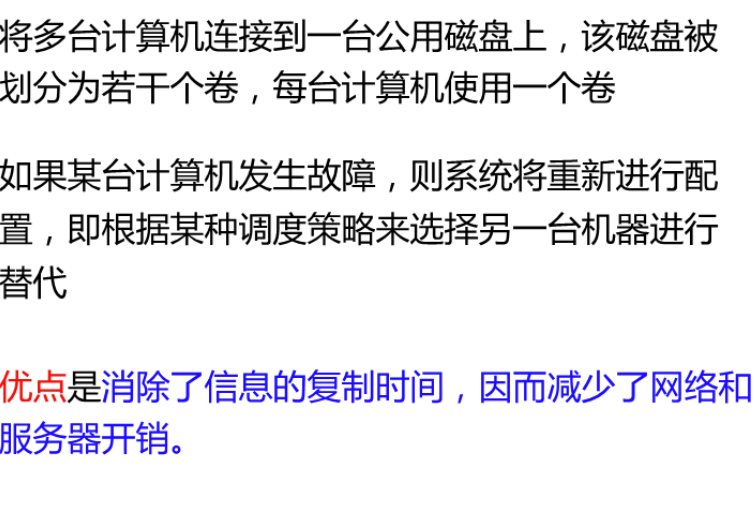 将多台计算机连接到一台公用磁盘上，该磁盘被
划分为若干个卷，每台计算机使用一个卷
如果某台计算机发生故障，则系统将重新进行配
置，即根据某种调度策略来选择另一台机器进行
替代
优点是消除了信息的复制时间，因而减少了网络和
服务器开销。